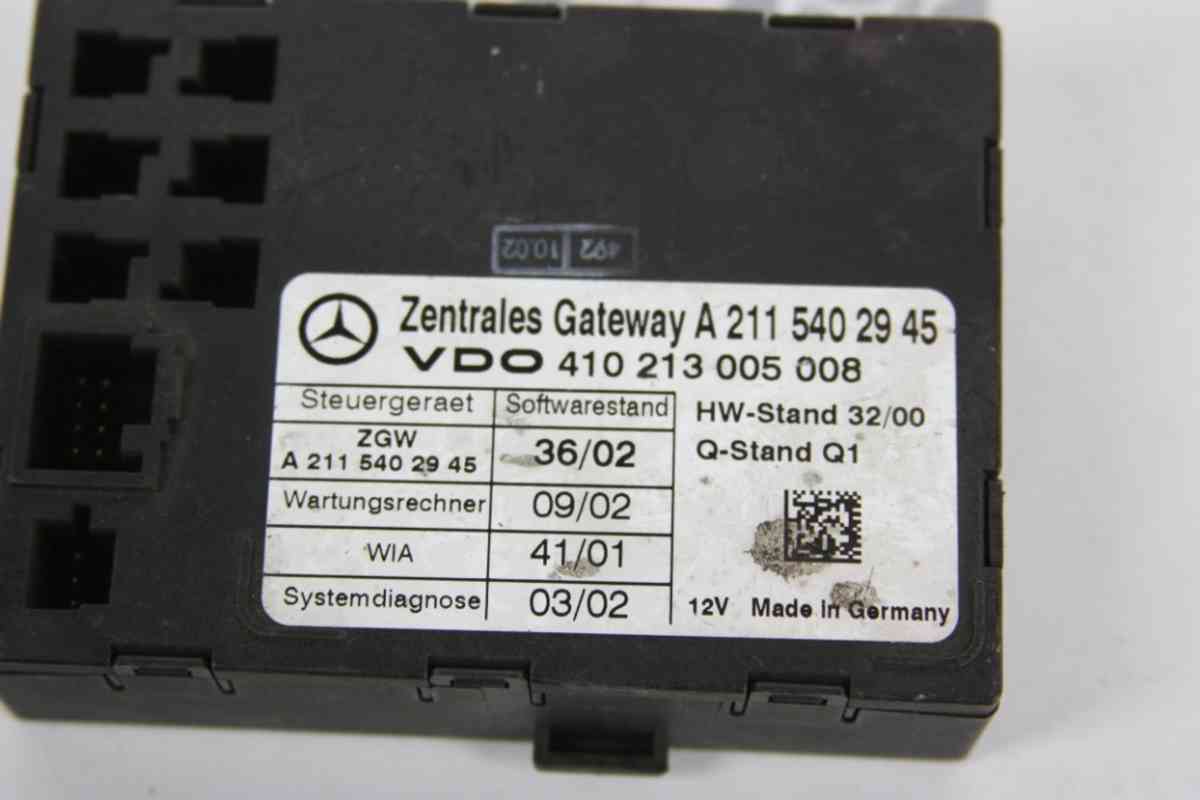 492 10.02
Zentrales Gateway A 211 540 29 45
VDO 410 213 005 008
Steuergeraet Softwarestand
ZGW
A 211 540 29 45 36/02
Wartungsrechner 09/02
WIA 41/01
Systemdiagnose 03/02
HW-Stand 32/00
Q-Stand Q1
12V Made in Germany